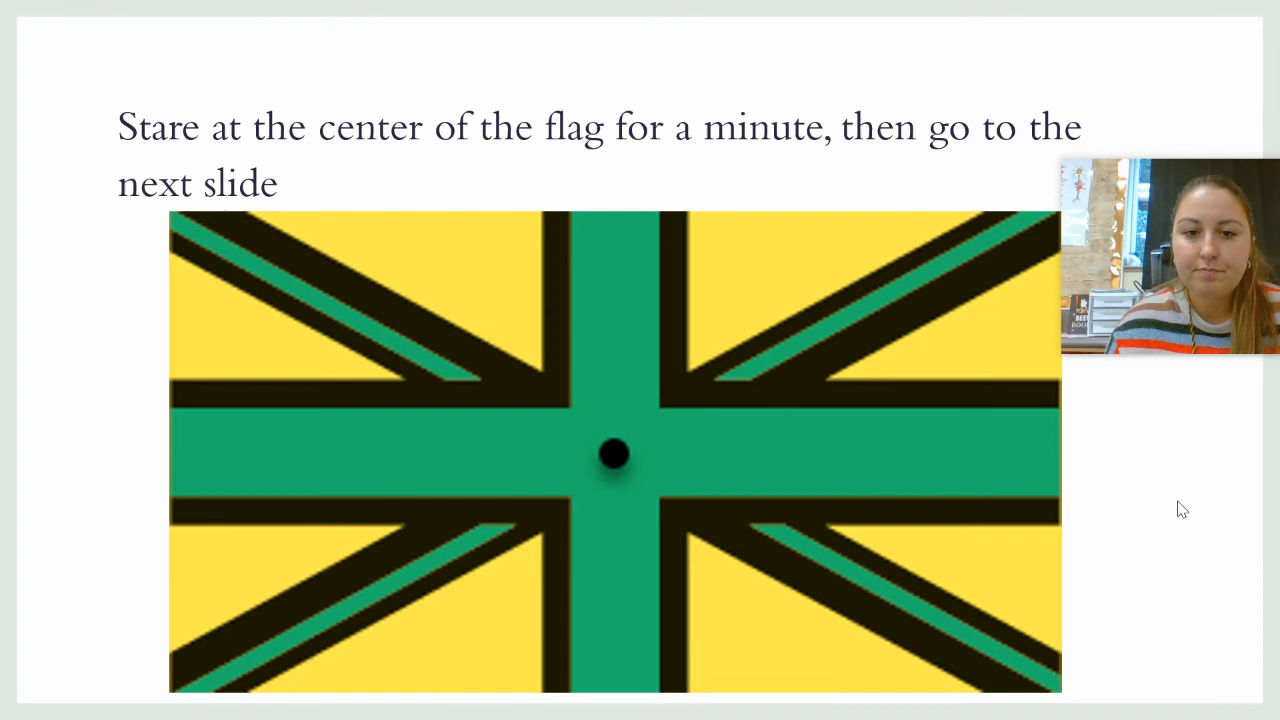 Stare at the center of the flag for a minute, then go to the
next slide